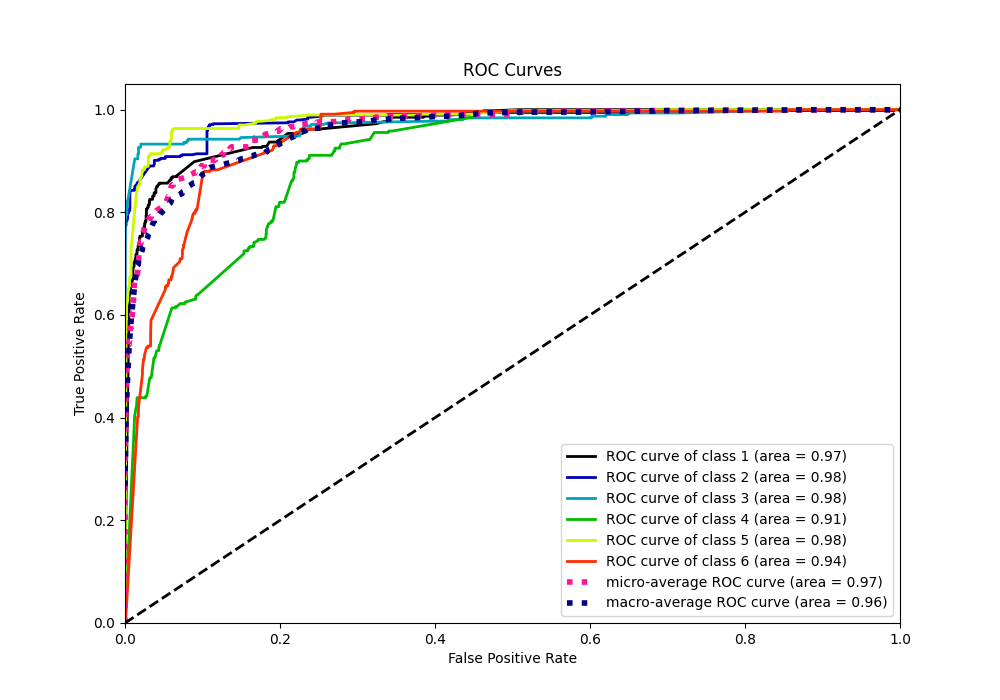 ROC Curves
True Positive Rate
1.0
0.8
0.6
0.4
0.2
0.0
ROC curve of class 1 (area = 0.97)
ROC curve of class 2 (area = 0.98)
ROC curve of class 3 (area = 0.98)
ROC curve of class 4 (area = 0.91)
ROC curve of class 5 (area = 0.98)
ROC curve of class 6 (area = 0.94)
micro-average ROC curve (area = 0.97)
macro-average ROC curve (area = 0.96)
0.0 0.2 0.4 0.6 0.8 1.0
False Positive Rate